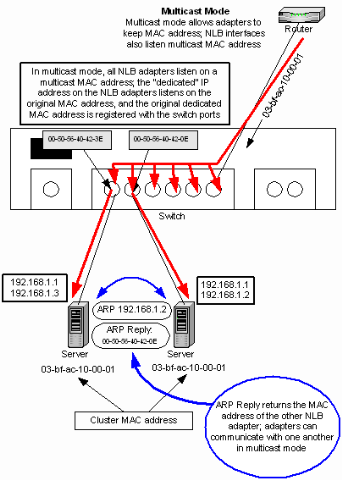 Multicast Mode
Multicast mode allows adapters to
keep MAC address; NLB interfaces
also listen multicast MAC address
Router
03-bf-ac-10-00-01
In multicast mode, all NLB adapters listen on a
multicast MAC address; the "dedicated" IP
address on the NLB adapters listens on the
original MAC address, and the original dedicated
MAC address is registered with the switch ports
00-50-56-40-42-3E
00-50-56-40-42-0E
Switch
192.168.1.1
192.168.1.3
192.168.1.1
192.168.1.2
ARP 192.168.1.2
ARP Reply:
00-50-56-40-42-0E
Server
Server
03-bf-ac-10-00-01
03-bf-ac-10-00-01
Cluster MAC address
ARP Reply returns the MAC
address of the other NLB
adapter; adapters can
communicate with one another
in multicast mode